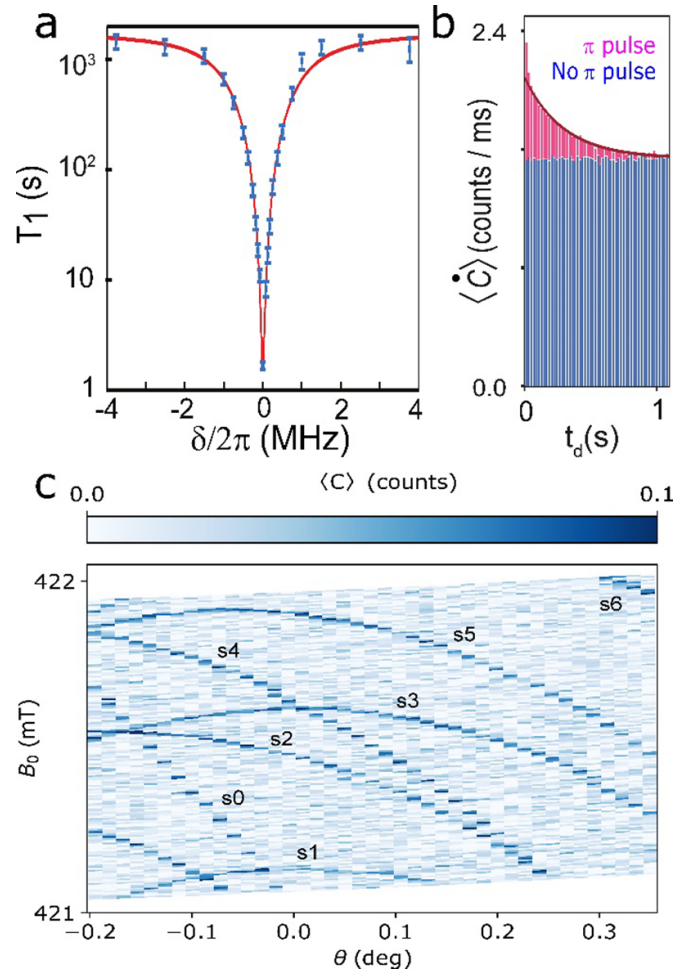 a
T1 (s)
10³
10²
10
1
-4
-2
0
2
4
δ/2π (MHz)
b
2.4
π pulse
No π pulse
⟨Ċ⟩ (counts / ms)
0.0
0
1
td(s)
c
⟨C⟩ (counts)
0.0
0.1
422
s6
s4
s5
s3
s2
B0 (mT)
s0
s1
421
−0.2
−0.1
0.0
0.1
0.2
0.3
θ (deg)